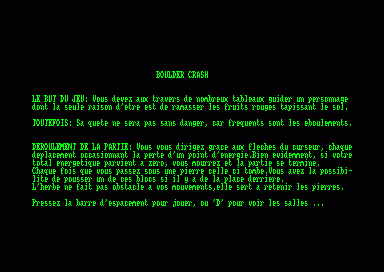 BOULDER CRASH
LE BUT DU JEU: Vous devez aux travers de nombreux tableaux guider un personnage
dont la seule raison d'etre est de ramasser les fruits rouges tapissant le sol.
TOUTEFOIS: Sa quete ne sera pas sans danger, car frequents sont les eboulements.
DEROULEMENT DE LA PARTIE: Vous vous dirigez grace aux fleches du curseur, chaque
deplacement occasionnant la perte d'un point d'energie.Bien evidement, si votre
total energetique parvient a zero, vous mourrez et la partie se termine.
Chaque fois que vous passez sous une pierre celle ci tombe.Vous avez la possibi-
lite de pousser un de ces blocs si il y a de la place derriere.
L'herbe ne fait pas obstacle a vos mouvements,elle sert a retenir les pierres.
Pressez la barre d'espacement pour jouer, ou 'D' pour voir les salles ...